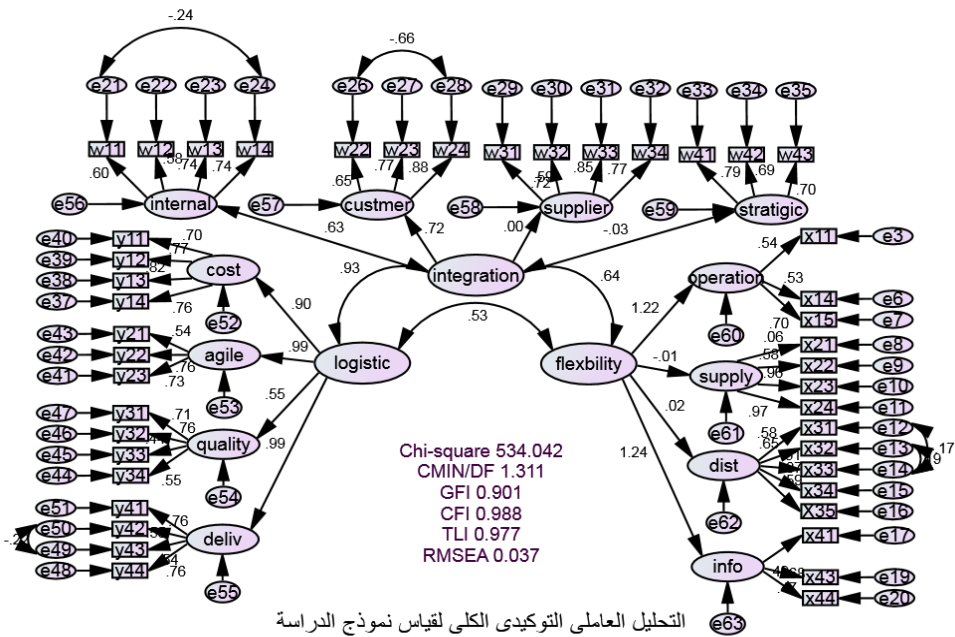 -.24
-.66
e21 e22 e23 e24 e26 e27 e28 e29 e30 e31 e32 e33 e34 e35
w11 w12 w13 w14 w22 w23 w24 w31 w32 w33 w34 w41 w42 w43
.60 .74 .74 .65 .77 .88 .72 .85 .77 .79 .69 .70
e56 internal e57 custmer e58 supplier e59 stratigic
.63 .72 .00 -.03
integration
.93 .64
.53
e40 y11 .70
e39 y12 .77
e38 y13 .82
e37 y14 .76
cost
e52
.90
e43 y21 .54
e42 y22 .76
e41 y23 .73
agile
e53
.99
logistic
e47 y31 .71
e46 y32 .76
e45 y33
e44 y34 .55
quality
e54
.55
e51 y41 .76
e50 y42
e49 y43
e48 y44 .76
deliv
e55
.99
flexbility
1.22
operation
e60
.54 x11 e3
.53 x14 e6
.70 x15 e7
-.01
supply
e61
.06 x21 e8
.58 x22 e9
.96 x23 e10
.97 x24 e11
.02
dist
e62
.58 x31 e12
.65 x32 e13
x33 e14
x34 e15
x35 e16
1.24
info
e63
x41 e17
x43 e19
x44 e20
Chi-square 534.042
CMIN/DF 1.311
GFI 0.901
CFI 0.988
TLI 0.977
RMSEA 0.037
التحليل العاملى التوكيدى الكلى لقياس نموذج الدراسة